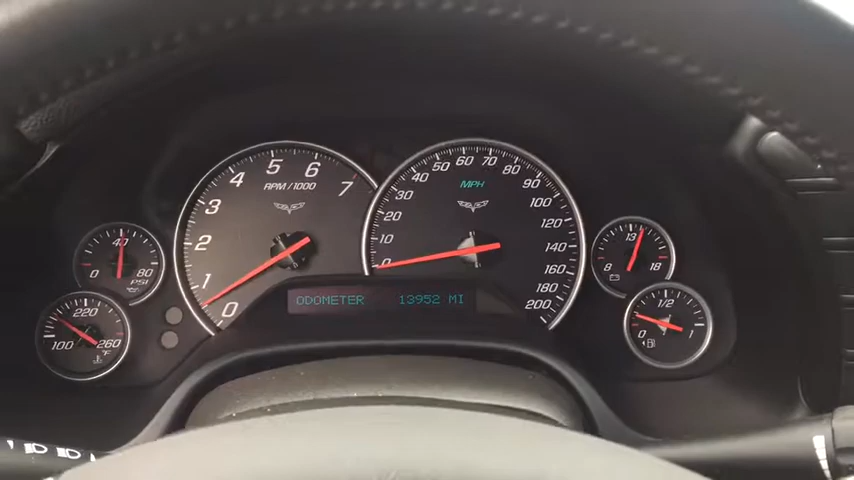 0 1 2 3 4 5 6 7
RPM/1000
0 10 20 30 40 50 60 70 80 90 100 120 140 160 180 200
MPH
0 40 80
PSI
100 220 260
°F
8 13 18
0 1/2 1
ODOMETER 13952 MI